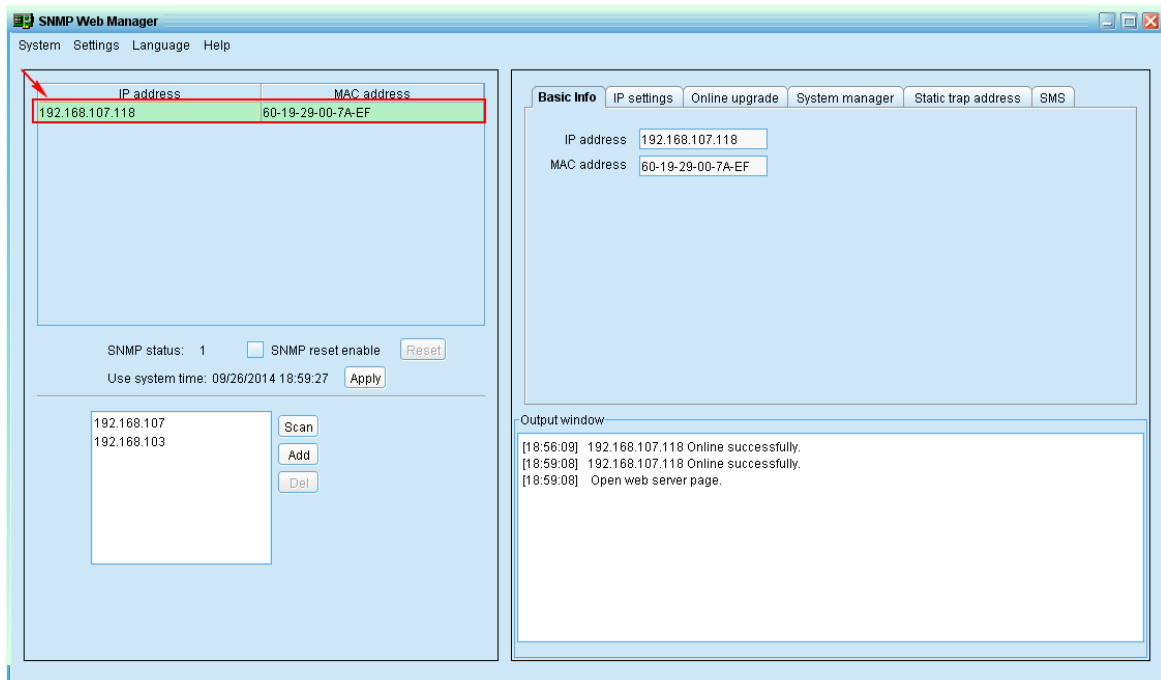 SNMP Web Manager
System Settings Language Help
IP address MAC address
192.168.107.118 60-19-29-00-7A-EF
SNMP status: 1 SNMP reset enable Reset
Use system time: 09/26/2014 18:59:27 Apply
192.168.107
192.168.103
Scan
Add
Del
Basic Info IP settings Online upgrade System manager Static trap address SMS
IP address 192.168.107.118
MAC address 60-19-29-00-7A-EF
Output window
[18:56:09] 192.168.107.118 Online successfully.
[18:59:08] 192.168.107.118 Online successfully.
[18:59:08] Open web server page.